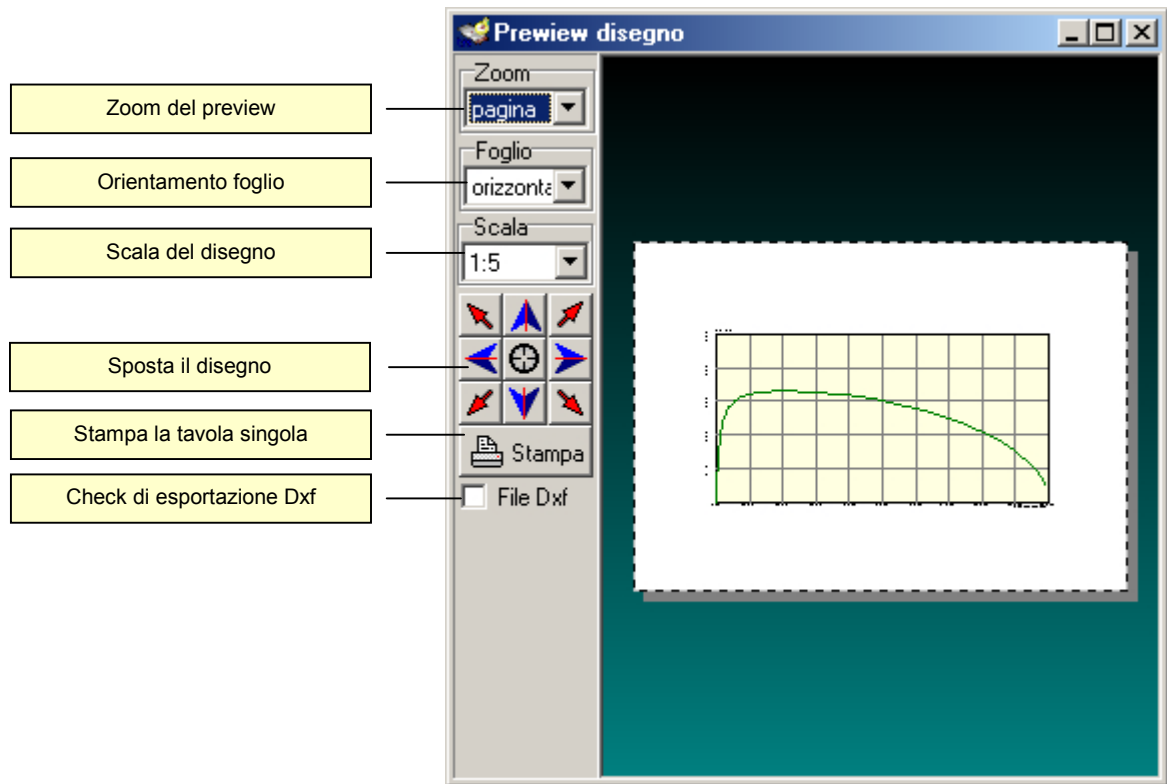 Prewiew disegno
Zoom
Zoom del preview
pagina
Foglio
Orientamento foglio
orizzonta
Scala
Scala del disegno
1:5
Sposta il disegno
Stampa la tavola singola
Stampa
Check di esportazione Dxf
File Dxf